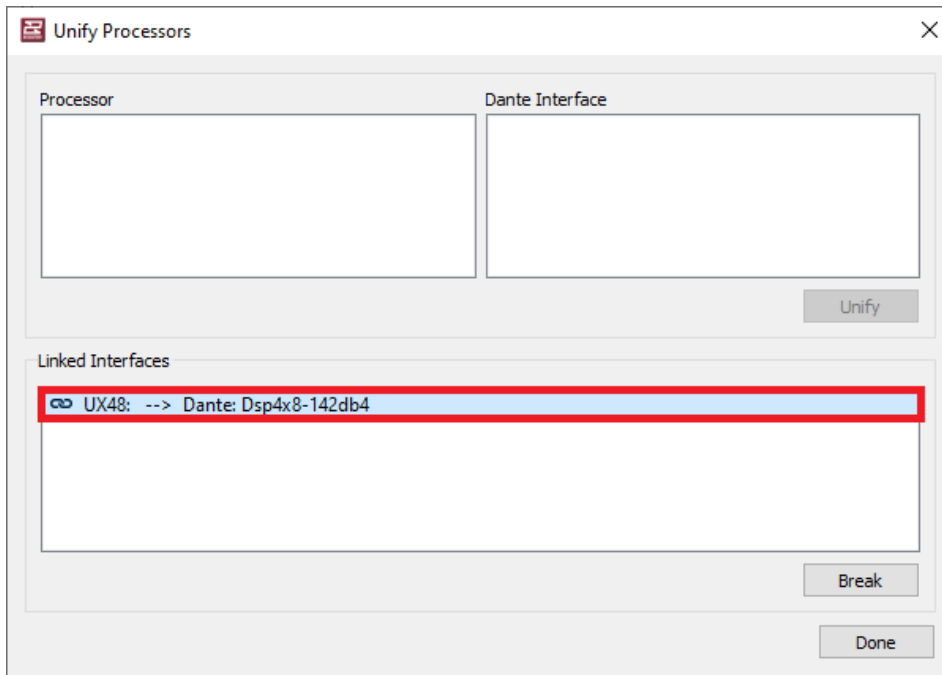 Unify Processors
Processor
Dante Interface
Unify
Linked Interfaces
UX48: --> Dante: Dsp4x8-142db4
Break
Done